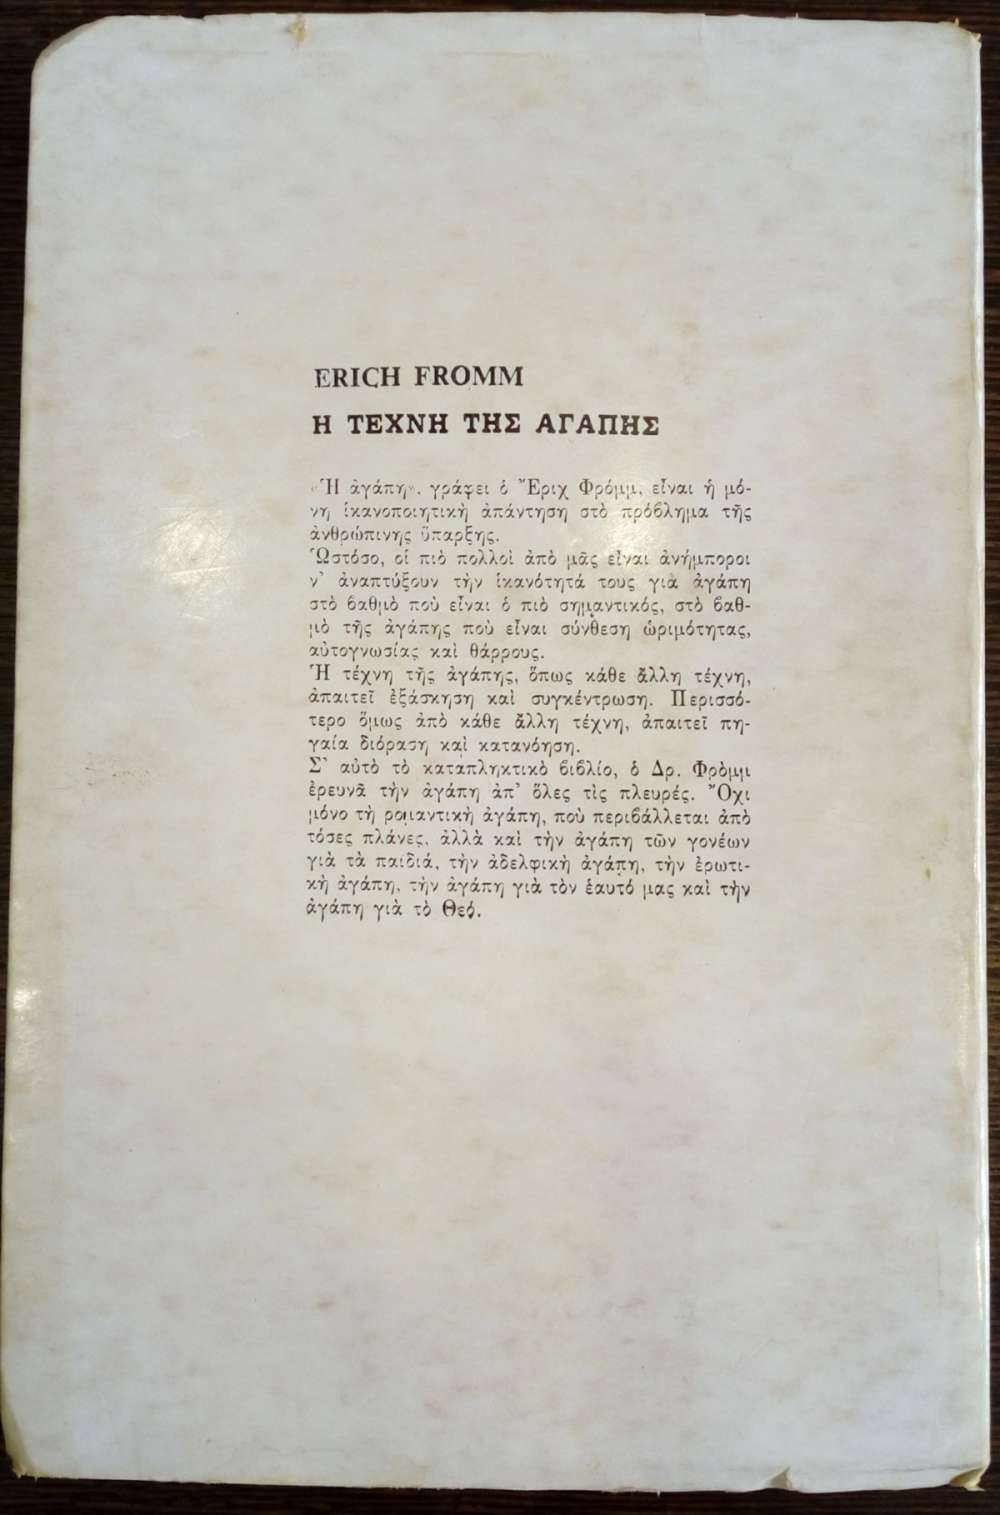 ERICH FROMM
Η ΤΕΧΝΗ ΤΗΣ ΑΓΑΠΗΣ
«Ἡ ἀγάπη», γράφει ὁ Ἔριχ Φρόμμ, εἶναι ἡ μό-
νη ἱκανοποιητικὴ ἀπάντηση στὸ πρόβλημα τῆς
ἀνθρώπινης ὕπαρξης.
Ὡστόσο, οἱ πιὸ πολλοὶ ἀπὸ μᾶς εἶναι ἀνήμποροι
ν' ἀναπτύξουν τὴν ἱκανότητά τους γιὰ ἀγάπη
στὸ βαθμὸ ποὺ εἶναι ὁ πιὸ σημαντικός, στὸ βαθ-
μὸ τῆς ἀγάπης ποὺ εἶναι σύνθεση ὡριμότητας,
αὐτογνωσίας καὶ θάρρους.
Ἡ τέχνη τῆς ἀγάπης, ὅπως κάθε ἄλλη τέχνη,
ἀπαιτεῖ ἐξάσκηση καὶ συγκέντρωση. Περισσό-
τερο ὅμως ἀπὸ κάθε ἄλλη τέχνη, ἀπαιτεῖ πη-
γαία διόραση καὶ κατανόηση.
Σ' αὐτὸ τὸ καταπληκτικὸ βιβλίο, ὁ Δρ. Φρὸμμ
ἐρευνᾶ τὴν ἀγάπη ἀπ' ὅλες τὶς πλευρές. Ὄχι
μόνο τὴ ρομαντικὴ ἀγάπη, ποὺ περιβάλλεται ἀπὸ
τόσες πλάνες, ἀλλὰ καὶ τὴν ἀγάπη τῶν γονέων
γιὰ τὰ παιδιά, τὴν ἀδελφικὴ ἀγάπη, τὴν ἐρωτι-
κὴ ἀγάπη, τὴν ἀγάπη γιὰ τὸν ἑαυτό μας καὶ τὴν
ἀγάπη γιὰ τὸ Θεό.